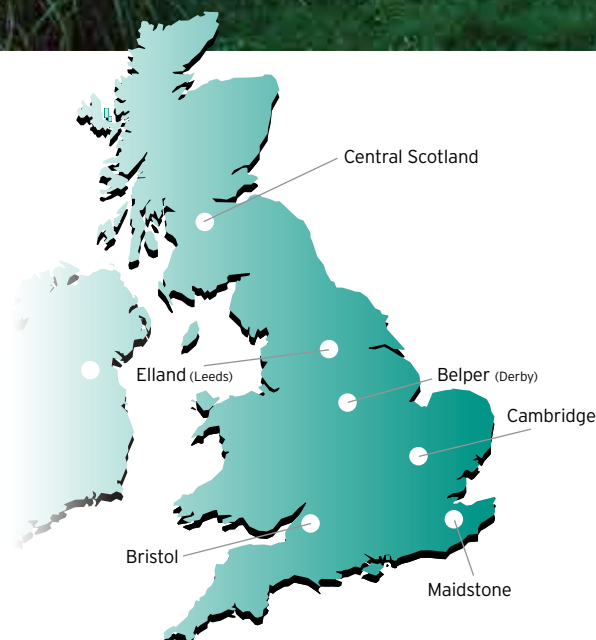 Central Scotland
Elland (Leeds)
Belper (Derby)
Cambridge
Bristol
Maidstone